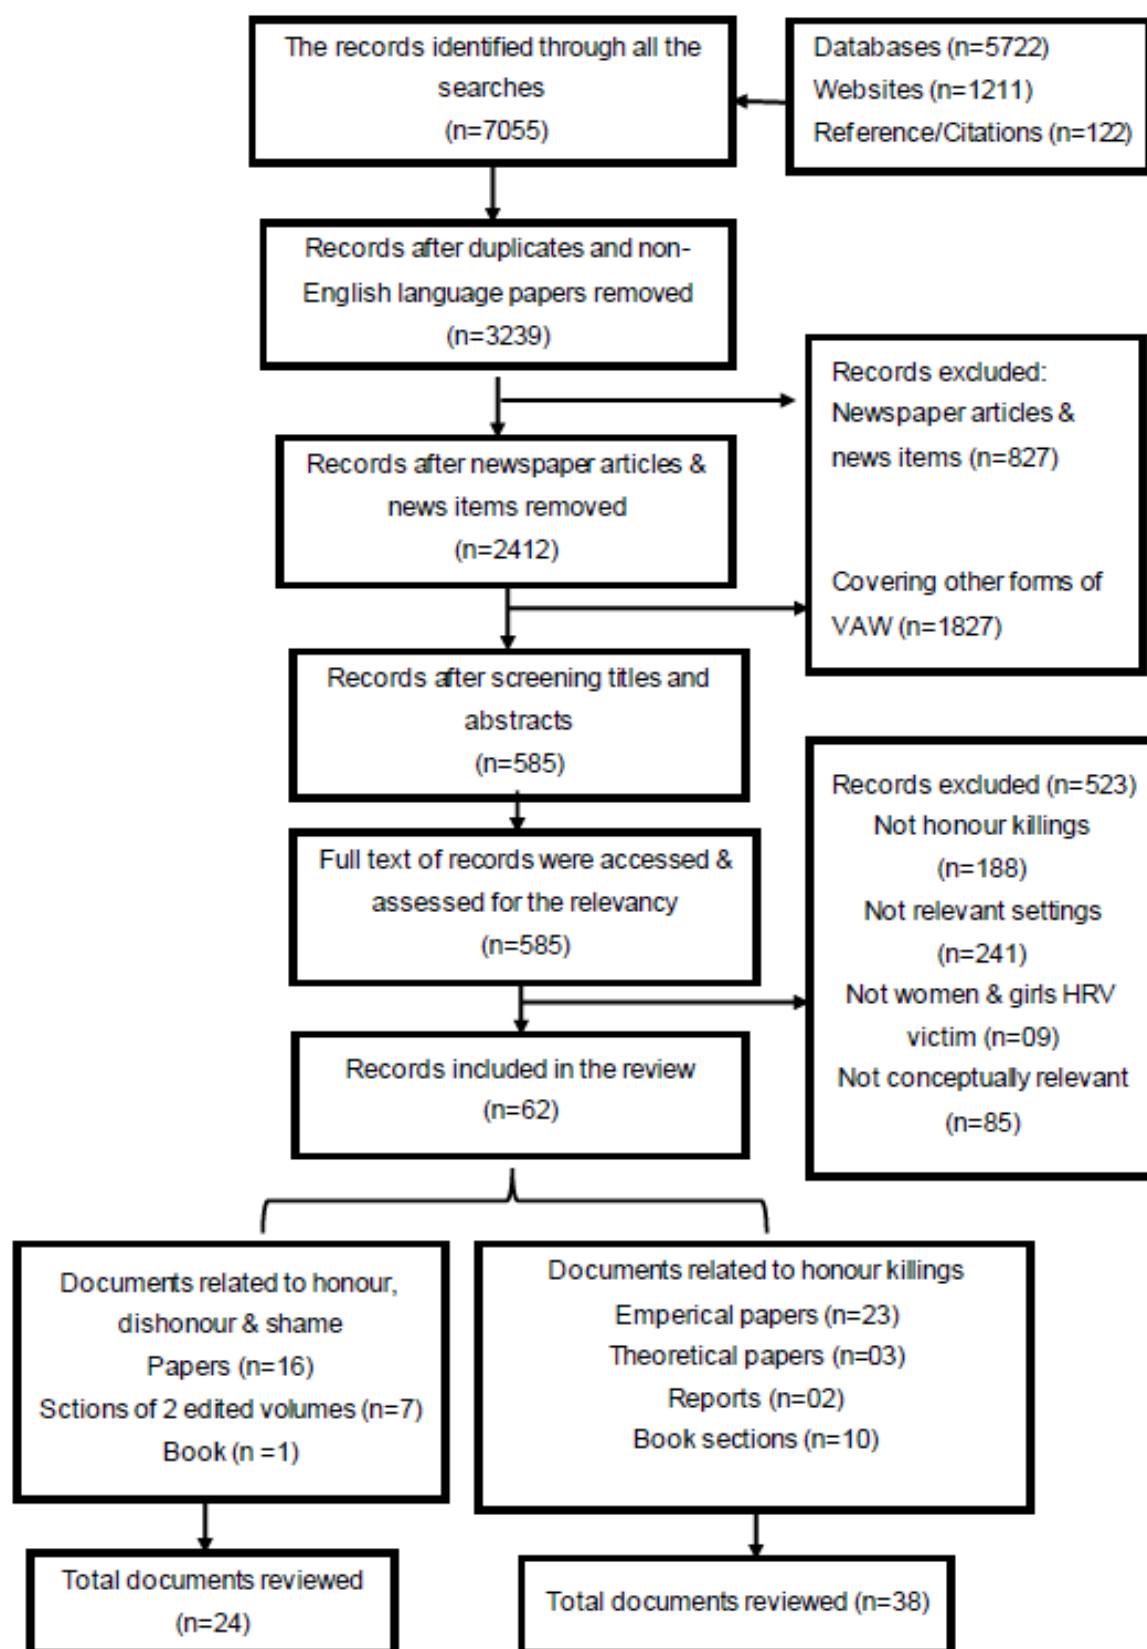 The records identified through all the
searches
(n=7055)
Databases (n=5722)
Websites (n=1211)
Reference/Citations (n=122)
Records after duplicates and non-
English language papers removed
(n=3239)
Records excluded:
Newspaper articles &
news items (n=827)
Covering other forms of
VAW (n=1827)
Records after newspaper articles &
news items removed
(n=2412)
Records after screening titles and
abstracts
(n=585)
Full text of records were accessed &
assessed for the relevancy
(n=585)
Records excluded (n=523)
Not honour killings
(n=188)
Not relevant settings
(n=241)
Not women & girls HRV
victim (n=09)
Not conceptually relevant
(n=85)
Records included in the review
(n=62)
Documents related to honour,
dishonour & shame
Papers (n=16)
Sctions of 2 edited volumes (n=7)
Book (n =1)
Documents related to honour killings
Emperical papers (n=23)
Theoretical papers (n=03)
Reports (n=02)
Book sections (n=10)
Total documents reviewed
(n=24)
Total documents reviewed (n=38)